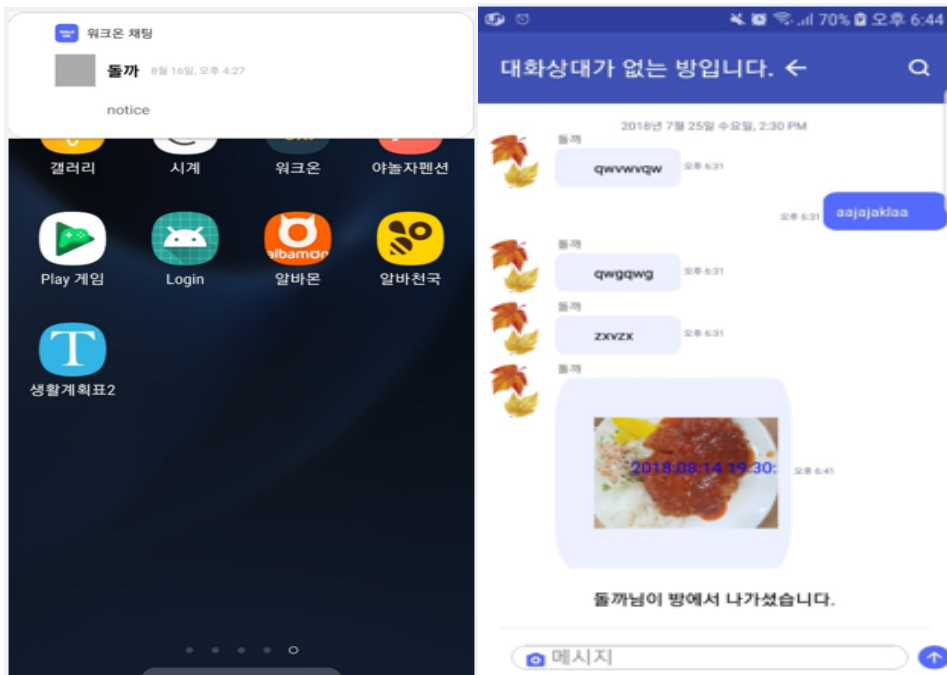 워크온 채팅
돌까 8월 16일, 오후 4:27
notice
갤러리 시계 워크온 야놀자펜션
Play 게임 Login 알바몬 알바천국
albamon
T
생활계획표2
70% 오후 6:44
대화상대가 없는 방입니다. ←
2018년 7월 25일 수요일, 2:30 PM
돌까
qwvwvqw 오후 6:31
오후 6:31 aajajaklaa
돌까
qwgqwg 오후 6:31
돌까
zxvzx 오후 6:31
돌까
2018:08:14 19:30:
오후 6:41
돌까님이 방에서 나가셨습니다.
메시지